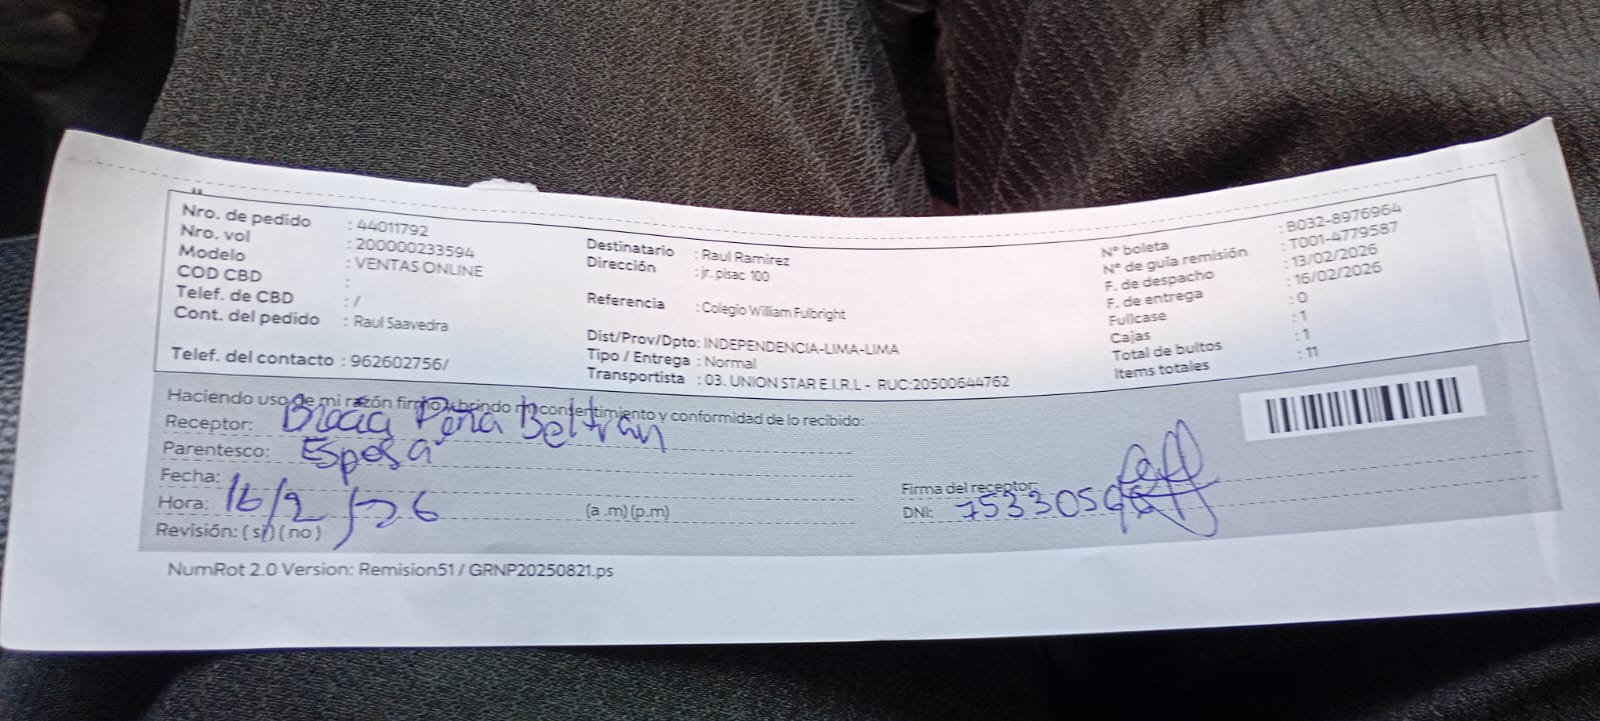 Nro. de pedido : 44011792
Nro. vol : 200000233594
Modelo : VENTAS ONLINE
COD CBD :
Telef. de CBD : /
Cont. del pedido : Raul Saavedra
Telef. del contacto : 962602756/
Destinatario : Raul Ramirez
Dirección : jr. pisac 100
Referencia : Colegio William Fulbright
Dist/Prov/Dpto: INDEPENDENCIA-LIMA-LIMA
Tipo / Entrega : Normal
Transportista : 03. UNION STAR E.I.R.L - RUC:20500644762
N° boleta : B032-8976964
N° de guía remisión : T001-4779587
F. de despacho : 13/02/2026
F. de entrega : 16/02/2026
Fullcase : 0
Cajas : 1
Total de bultos : 1
Items totales : 11
Haciendo uso de mi razón firmo y brindo mi consentimiento y conformidad de lo recibido:
Receptor: Peña Beltran
Parentesco: Esposa
Fecha: 16/2/26
Hora: (a .m) (p.m)
Revisión: ( si) ( no )
Firma del receptor:
DNI:
NumRot 2.0 Version: Remision51 / GRNP20250821.ps